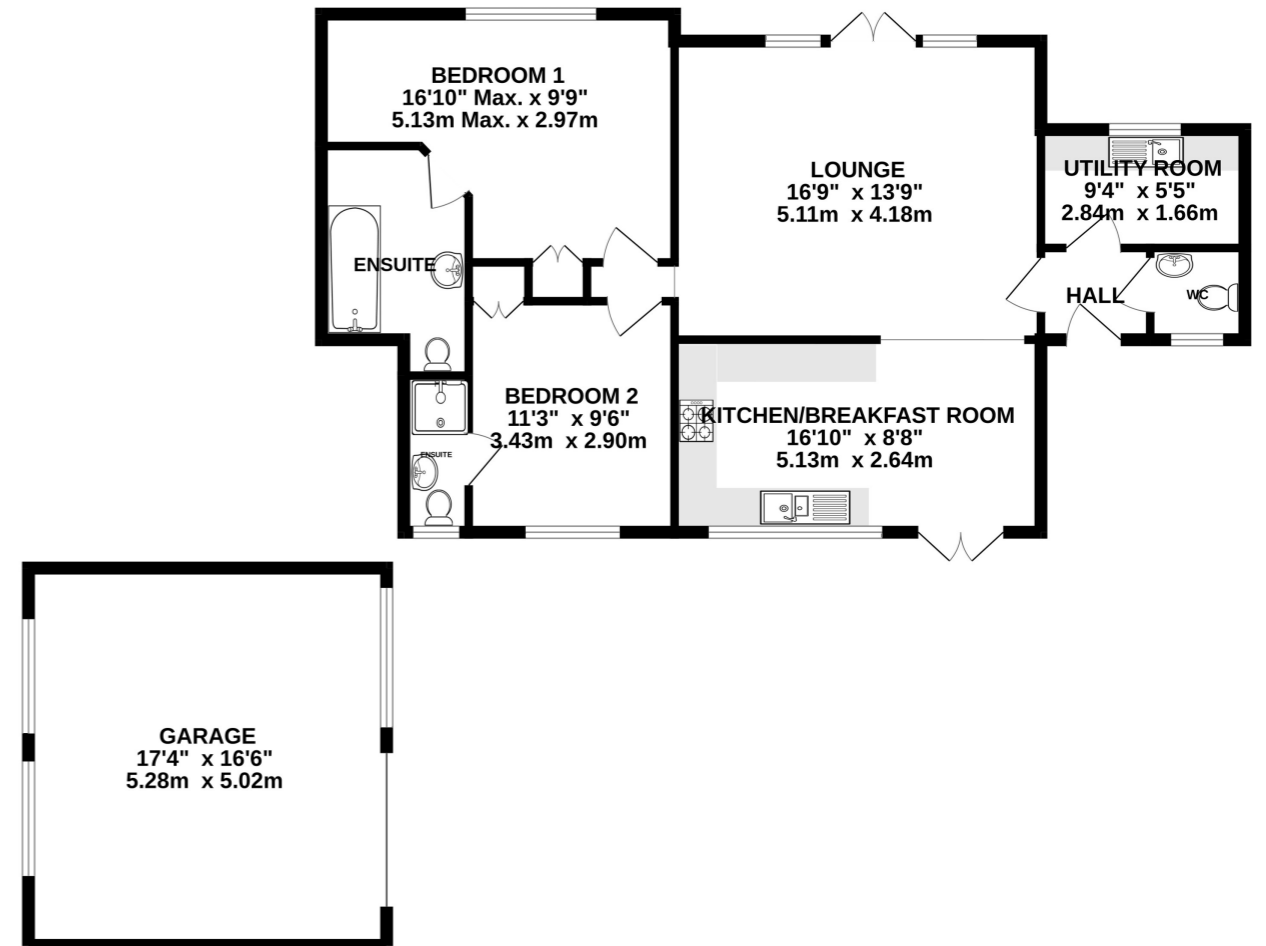 BEDROOM 1
16'10" Max. x 9'9"
5.13m Max. x 2.97m
LOUNGE
16'9" x 13'9"
5.11m x 4.18m
UTILITY ROOM
9'4" x 5'5"
2.84m x 1.66m
ENSUITE
HALL
WC
BEDROOM 2
11'3" x 9'6"
3.43m x 2.90m
ENSUITE
KITCHEN/BREAKFAST ROOM
16'10" x 8'8"
5.13m x 2.64m
GARAGE
17'4" x 16'6"
5.28m x 5.02m